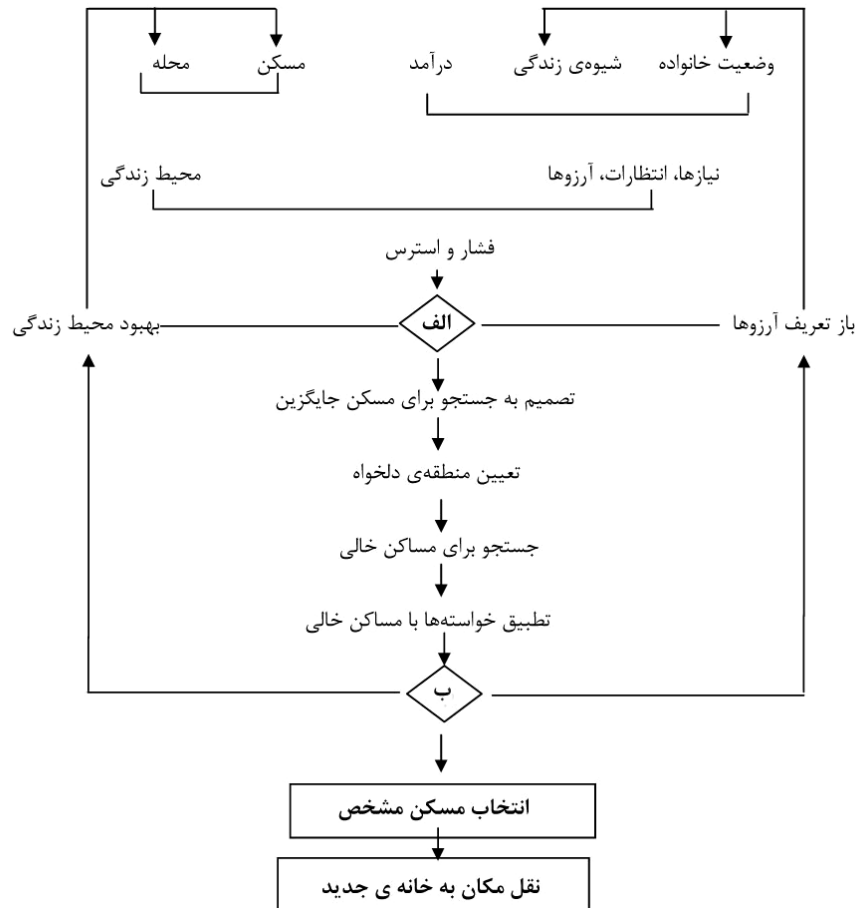 وضعیت خانواده شیوه‌ی زندگی درآمد مسکن محله
نیازها، انتظارات، آرزوها محیط زندگی
فشار و استرس
باز تعریف آرزوها الف بهبود محیط زندگی
تصمیم به جستجو برای مسکن جایگزین
تعیین منطقه‌ی دلخواه
جستجو برای مساکن خالی
تطبیق خواسته‌ها با مساکن خالی
ب
انتخاب مسکن مشخص
نقل مکان به خانه ی جدید